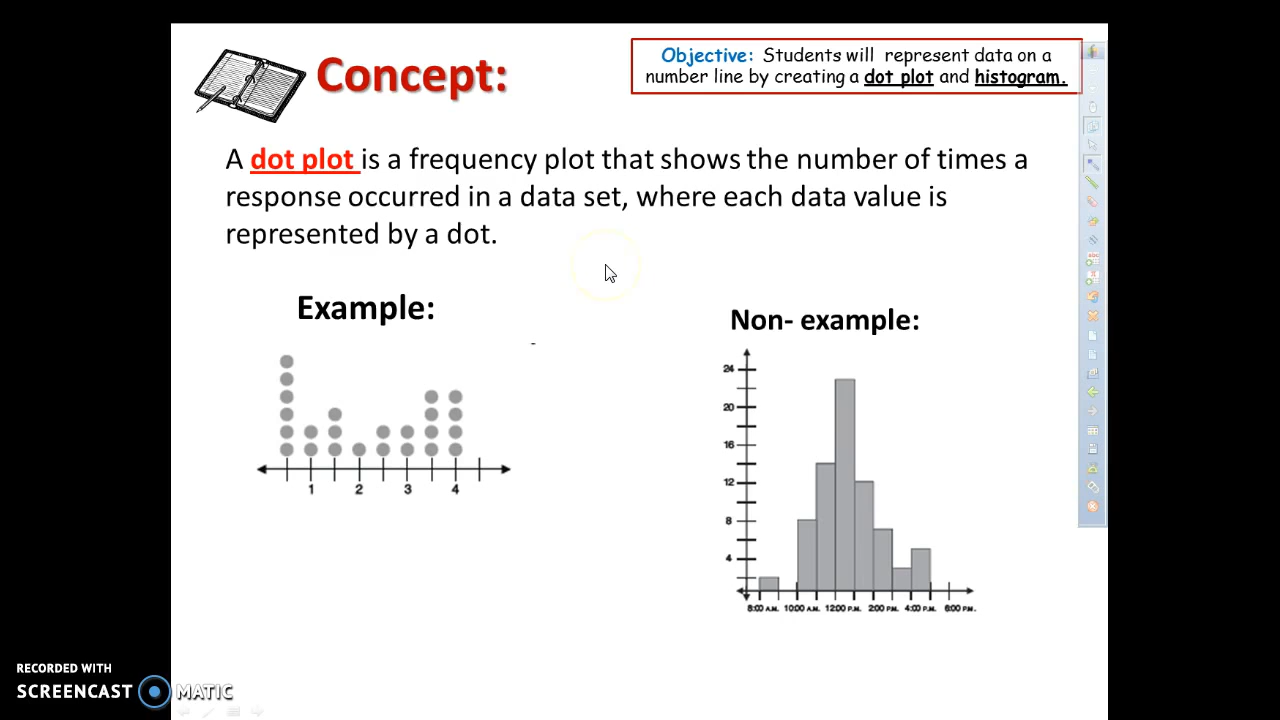 Concept:
Objective: Students will represent data on a
number line by creating a dot plot and histogram.
A dot plot is a frequency plot that shows the number of times a
response occurred in a data set, where each data value is
represented by a dot.
Example:
Non- example:
24
20
16
12
8
4
1 2 3 4
8:00 A.M. 10:00 A.M. 12:00 P.M. 2:00 P.M. 4:00 P.M. 6:00 P.M.
RECORDED WITH
SCREENCAST MATIC